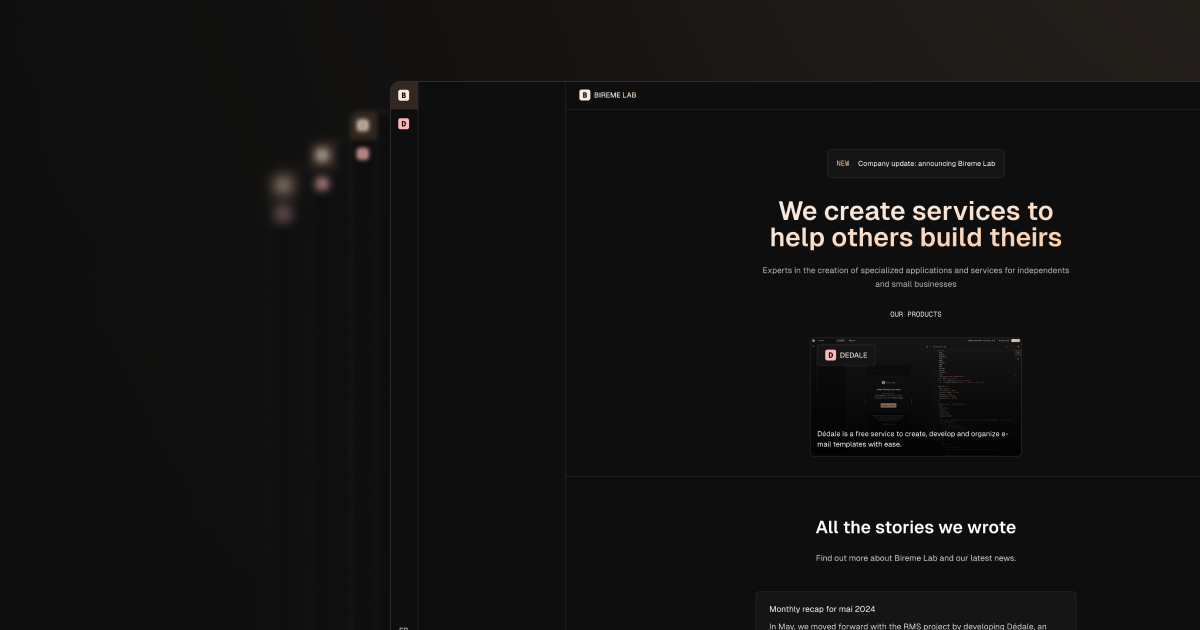 B
D
B BIREME LAB
NEW Company update: announcing Bireme Lab
We create services to
help others build theirs
Experts in the creation of specialized applications and services for independents
and small businesses
OUR PRODUCTS
D DEDALE
Dédale is a free service to create, develop and organize e-
mail templates with ease.
All the stories we wrote
Find out more about Bireme Lab and our latest news.
Monthly recap for mai 2024
In May, we moved forward with the RMS project by developing Dédale, an